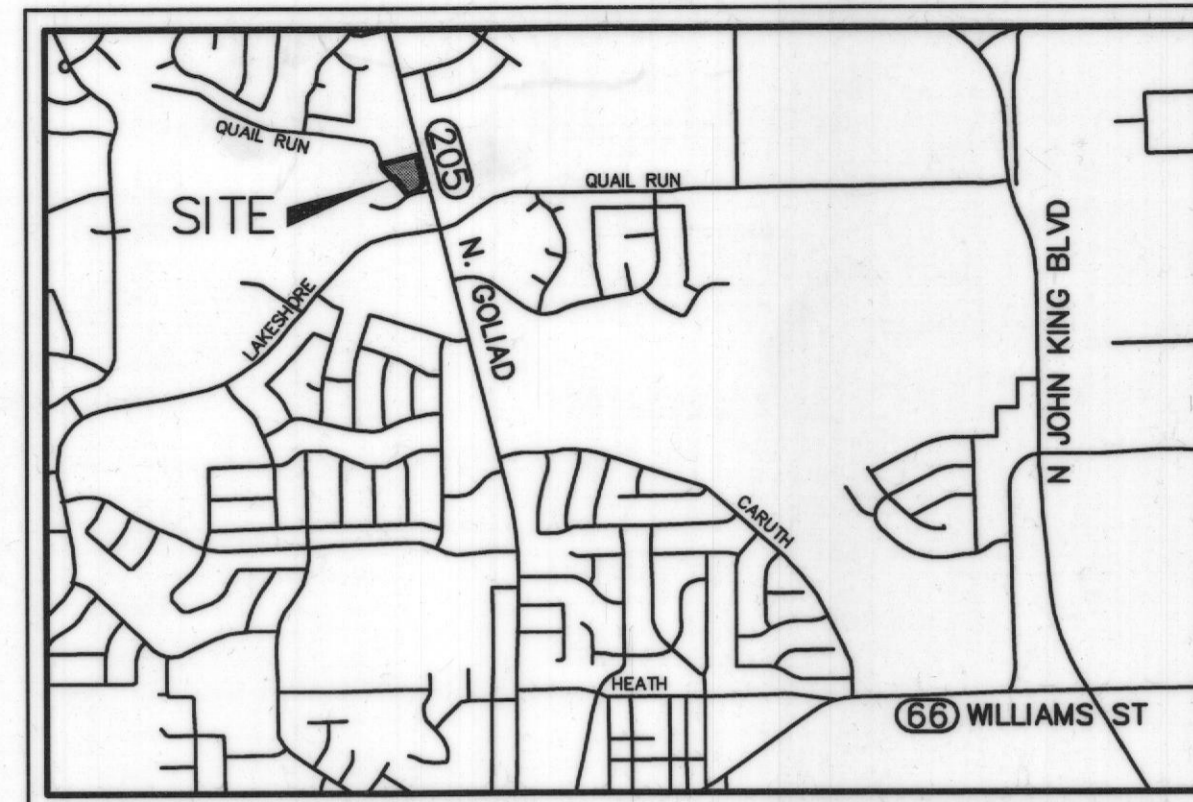 QUAIL RUN
205
QUAIL RUN
SITE
N. GOLIAD
LAKESHORE
N JOHN KING BLVD
CARUTH
HEATH
66 WILLIAMS ST